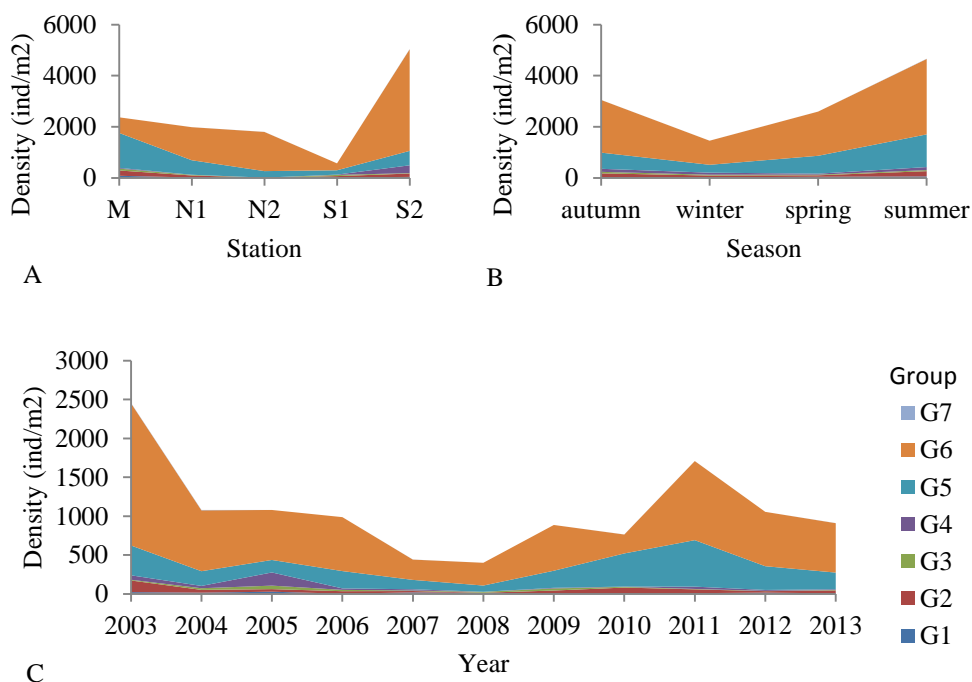 6000
4000
2000
0
Density (ind/m2)
M N1 N2 S1 S2
Station
A
6000
4000
2000
0
Density (ind/m2)
autumn winter spring summer
Season
B
3000
2500
2000
1500
1000
500
0
Density (ind/m2)
2003 2004 2005 2006 2007 2008 2009 2010 2011 2012 2013
Year
C
Group
G7
G6
G5
G4
G3
G2
G1